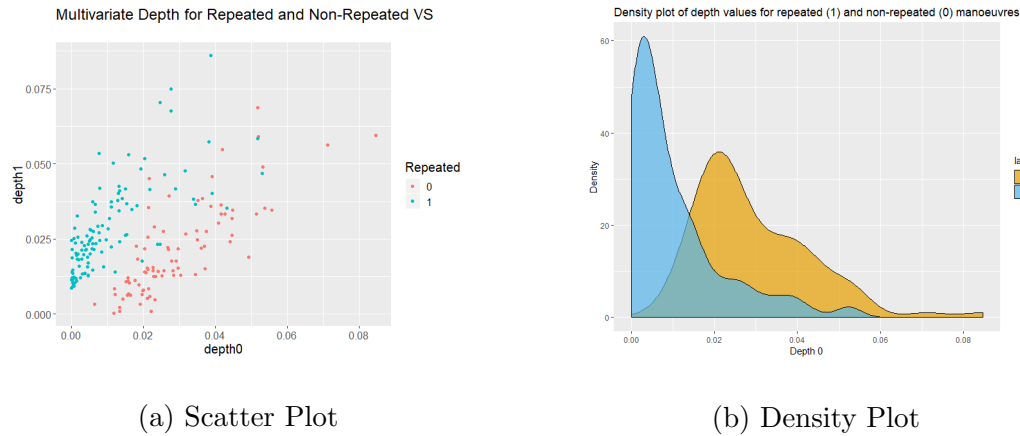 Multivariate Depth for Repeated and Non-Repeated VS
0.075
0.050
0.025
0.000
depth1
0.00
0.02
0.04
0.06
0.08
depth0
Repeated
0
1
(a) Scatter Plot
Density plot of depth values for repeated (1) and non-repeated (0) manoeuvres
60
40
20
0
Density
0.00
0.02
0.04
0.06
0.08
Depth 0
la
(b) Density Plot